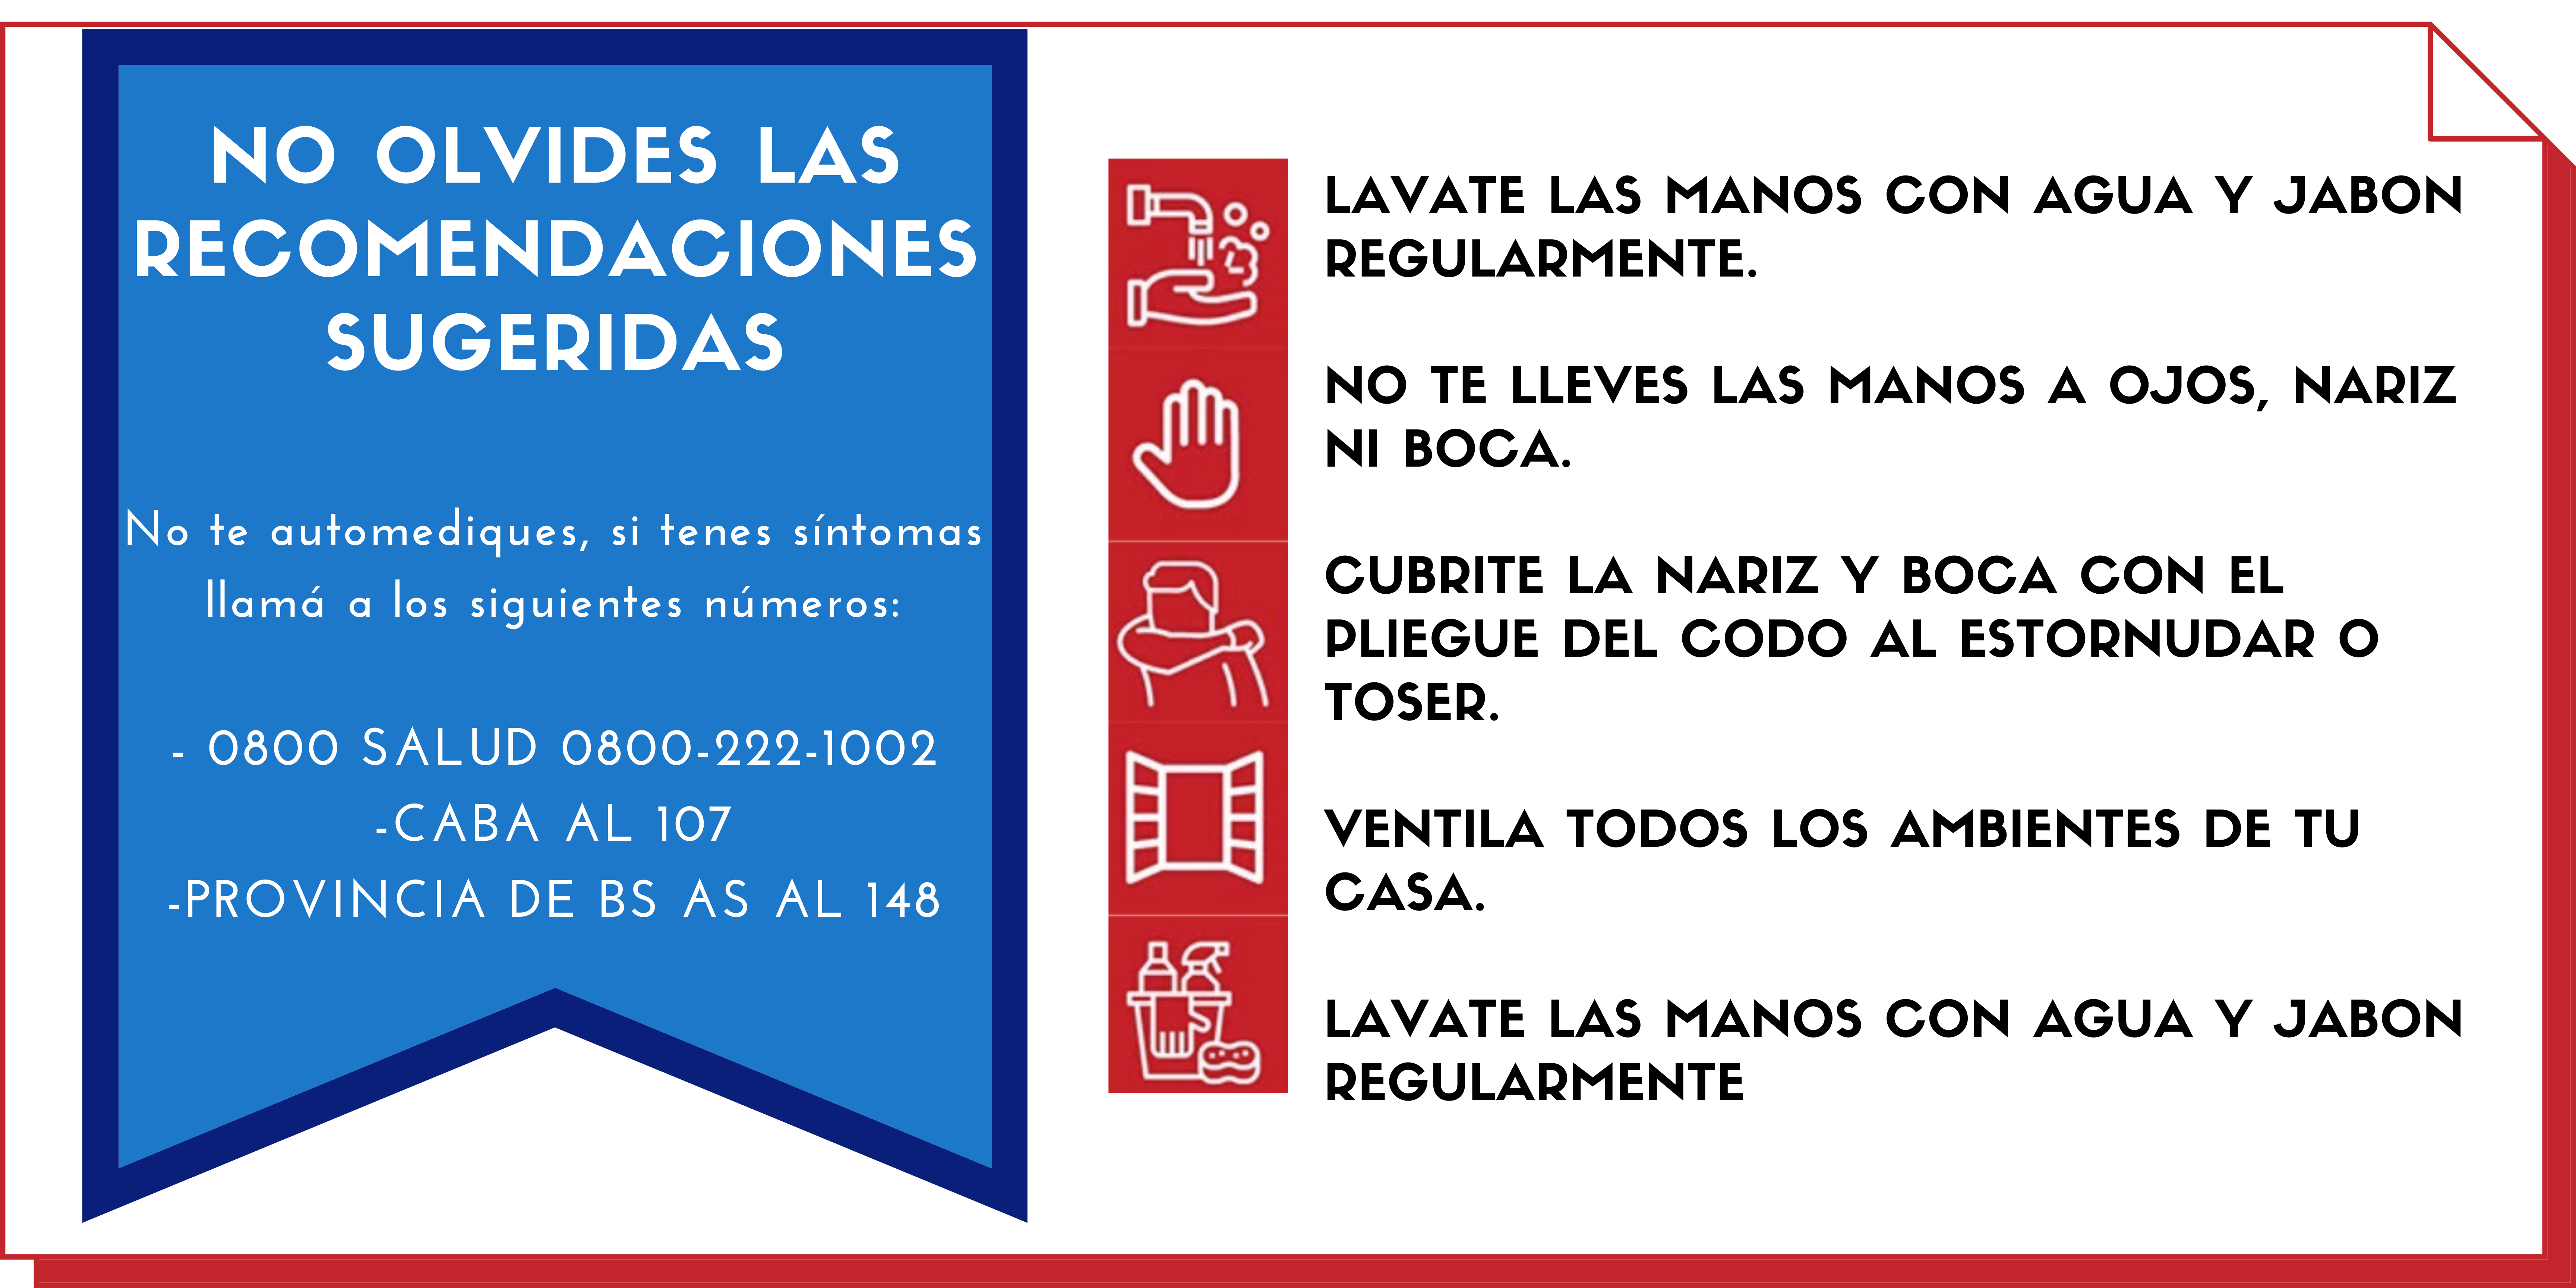 NO OLVIDES LAS
RECOMENDACIONES
SUGERIDAS
No te automediques, si tenes síntomas
llamá a los siguientes números:
- 0800 SALUD 0800-222-1002
-CABA AL 107
-PROVINCIA DE BS AS AL 148
LAVATE LAS MANOS CON AGUA Y JABON
REGULARMENTE.
NO TE LLEVES LAS MANOS A OJOS, NARIZ
NI BOCA.
CUBRITE LA NARIZ Y BOCA CON EL
PLIEGUE DEL CODO AL ESTORNUDAR O
TOSER.
VENTILA TODOS LOS AMBIENTES DE TU
CASA.
LAVATE LAS MANOS CON AGUA Y JABON
REGULARMENTE